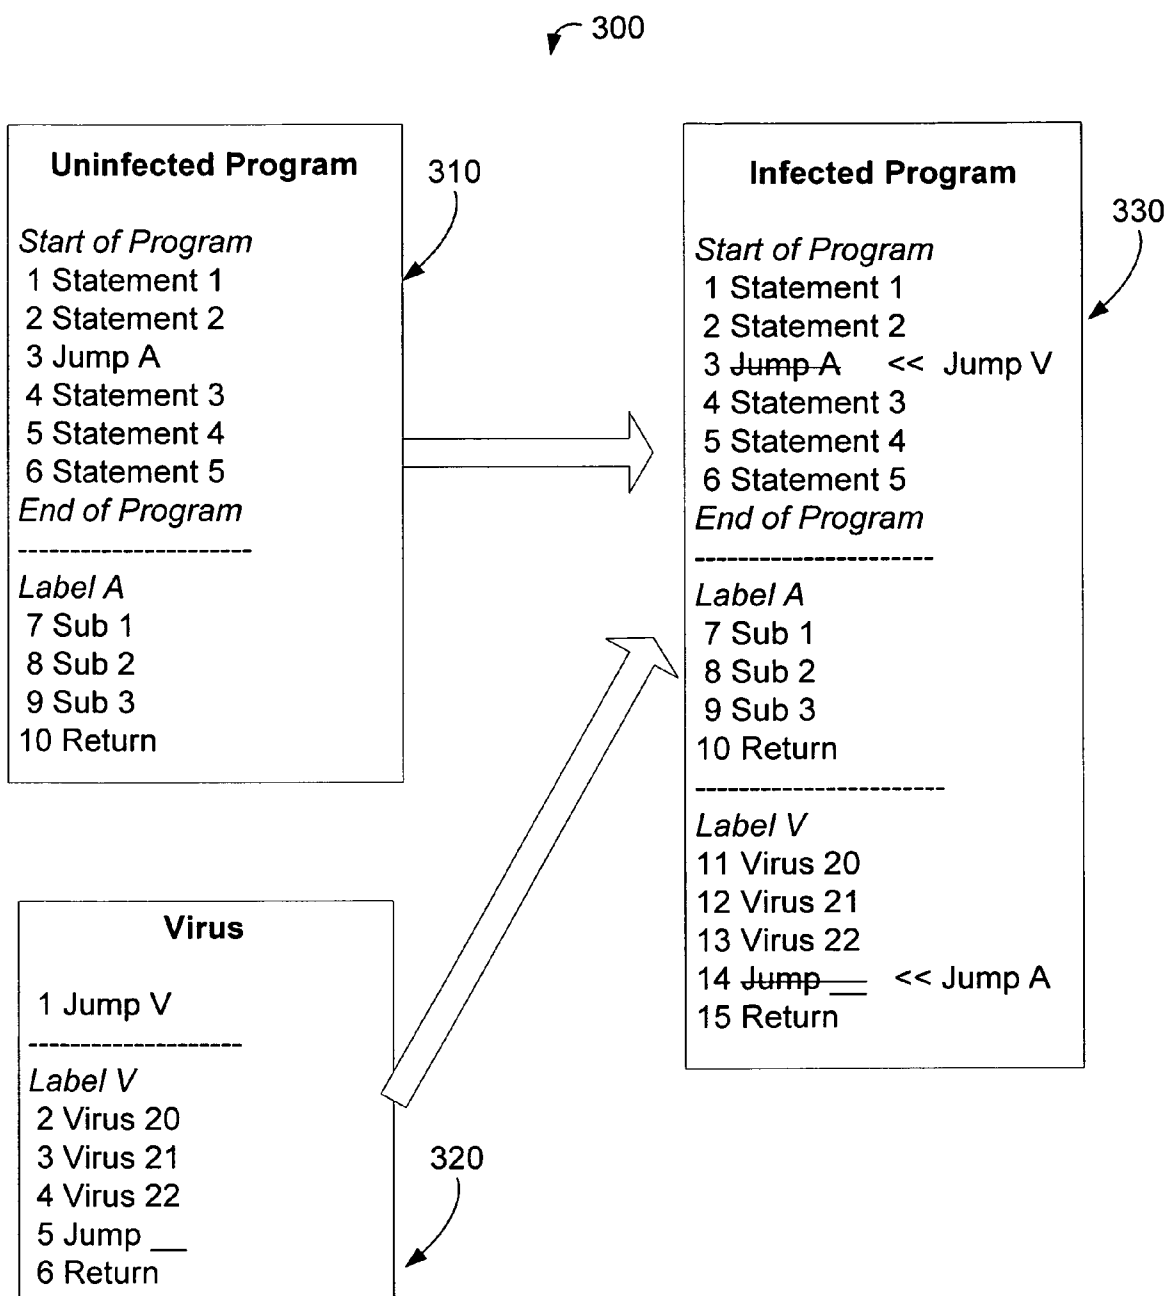 300
Uninfected Program
310
Start of Program
1 Statement 1
2 Statement 2
3 Jump A
4 Statement 3
5 Statement 4
6 Statement 5
End of Program
----------------------
Label A
7 Sub 1
8 Sub 2
9 Sub 3
10 Return
Virus
1 Jump V
--------------------
Label V
2 Virus 20
3 Virus 21
4 Virus 22
5 Jump __
6 Return
320
Infected Program
330
Start of Program
1 Statement 1
2 Statement 2
3 Jump A << Jump V
4 Statement 3
5 Statement 4
6 Statement 5
End of Program
----------------------
Label A
7 Sub 1
8 Sub 2
9 Sub 3
10 Return
-----------------------
Label V
11 Virus 20
12 Virus 21
13 Virus 22
14 Jump __ << Jump A
15 Return